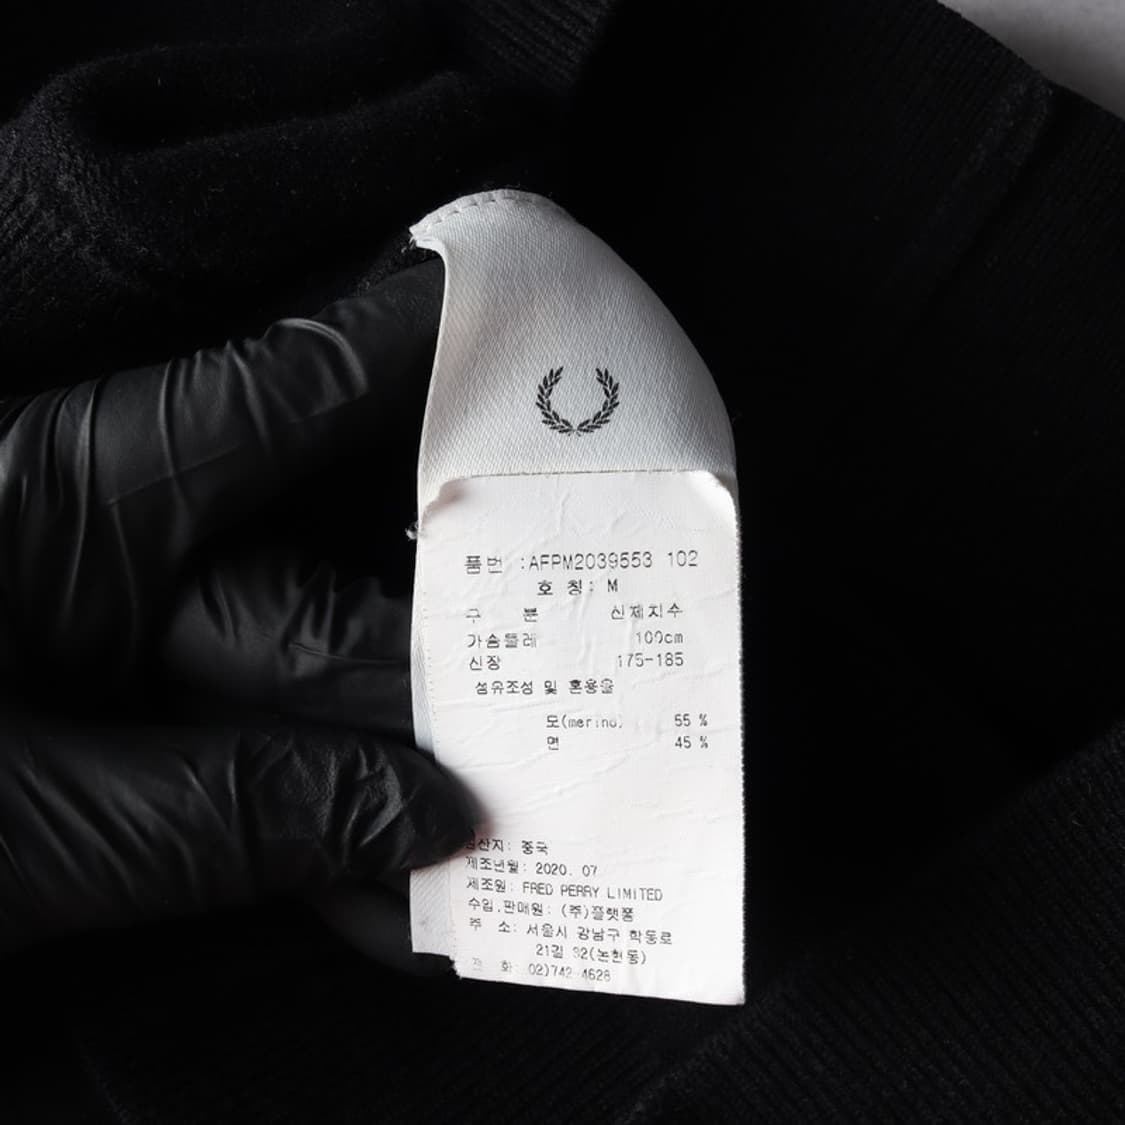 품번 :AFPM2039553 102
호 칭: M
구 분 신체치수
가슴둘레 100cm
신장 175-185
섬유조성 및 혼용율
모(merino) 55 %
면 45 %
원산지: 중국
제조년월: 2020. 07
제조원: FRED PERRY LIMITED
수입,판매원: (주)플랫폼
주 소: 서울시 강남구 학동로
21길 32(논현동)
전 화: 02)742-4628